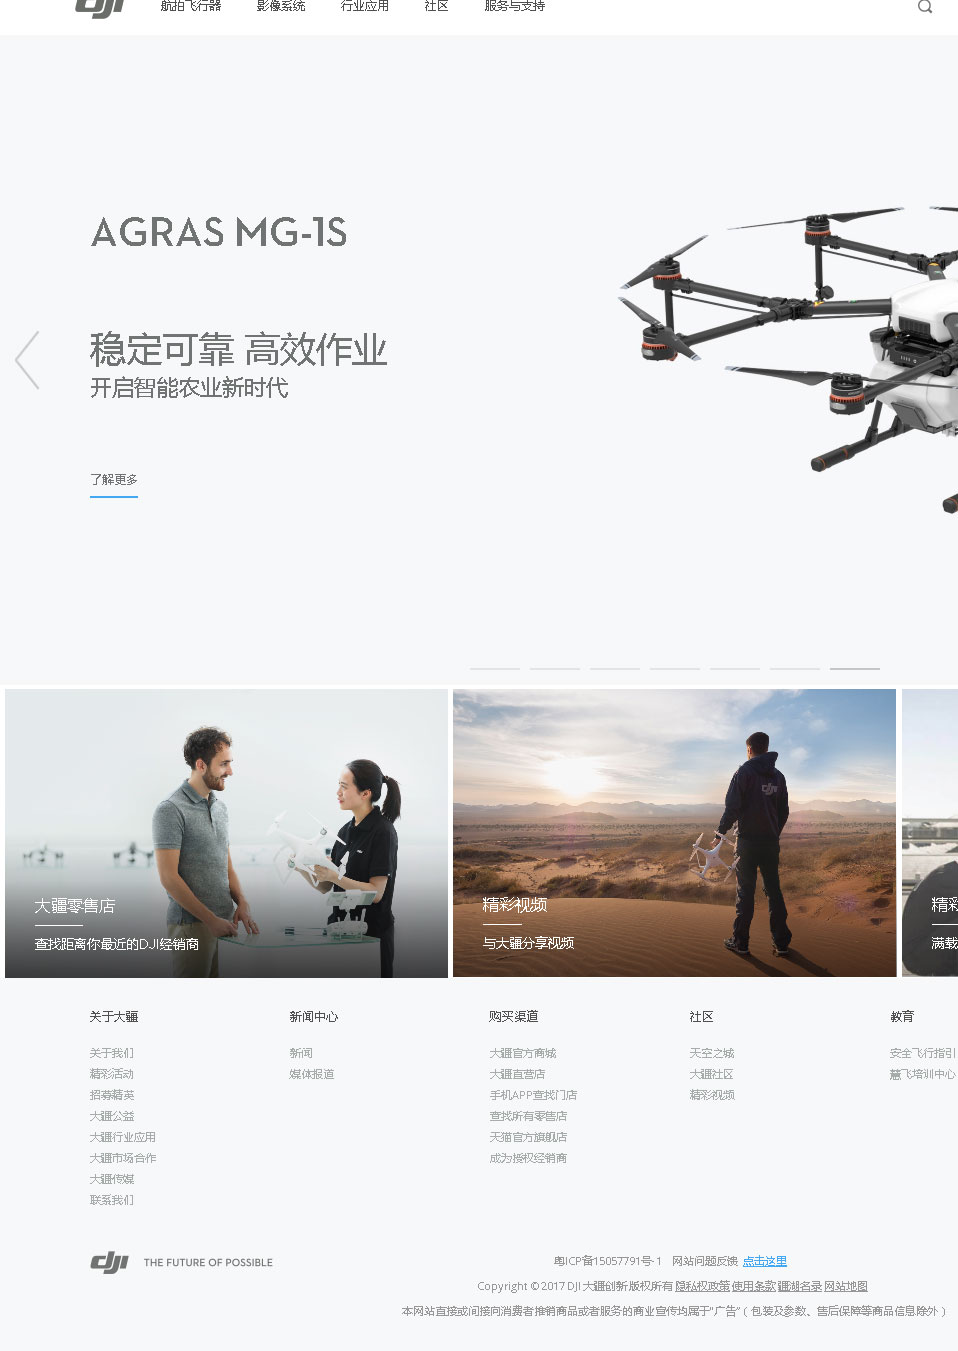 dji
航拍飞行器 影像系统 行业应用 社区 服务与支持
AGRAS MG-1S
稳定可靠 高效作业
开启智能农业新时代
了解更多
dji
大疆零售店
查找距离你最近的DJI经销商
精彩视频
与大疆分享视频
精彩
满载
关于大疆
关于我们
精彩活动
招募精英
大疆公益
大疆行业应用
大疆市场合作
大疆传媒
联系我们
新闻中心
新闻
媒体报道
购买渠道
大疆官方商城
大疆直营店
手机APP查找门店
查找所有零售店
天猫官方旗舰店
成为授权经销商
社区
天空之城
大疆社区
精彩视频
教育
安全飞行指引
慧飞培训中心
dji THE FUTURE OF POSSIBLE
粤ICP备15057791号-1 网站问题反馈 点击这里
Copyright © 2017 DJI 大疆创新 版权所有 隐私权政策 使用条款 疆湖名录 网站地图
本网站直接或间接向消费者推销商品或者服务的商业宣传均属于“广告”（包装及参数、售后保障等商品信息除外）